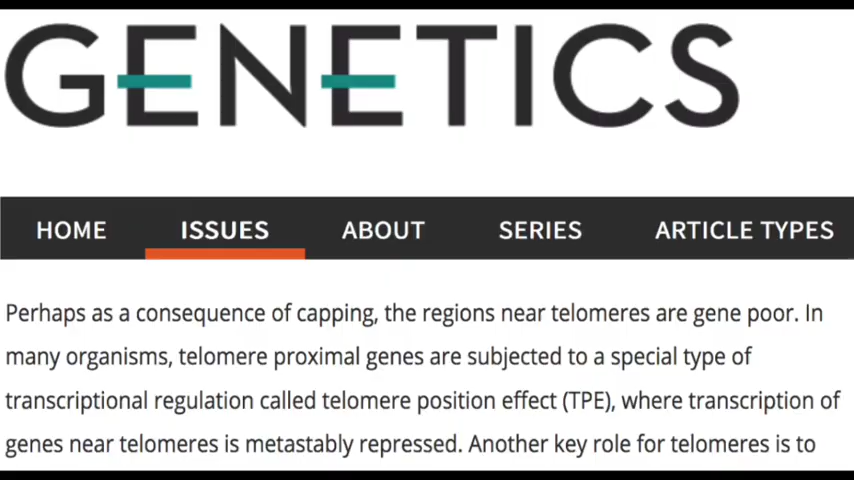 GENETICS
HOME ISSUES ABOUT SERIES ARTICLE TYPES
Perhaps as a consequence of capping, the regions near telomeres are gene poor. In
many organisms, telomere proximal genes are subjected to a special type of
transcriptional regulation called telomere position effect (TPE), where transcription of
genes near telomeres is metastably repressed. Another key role for telomeres is to